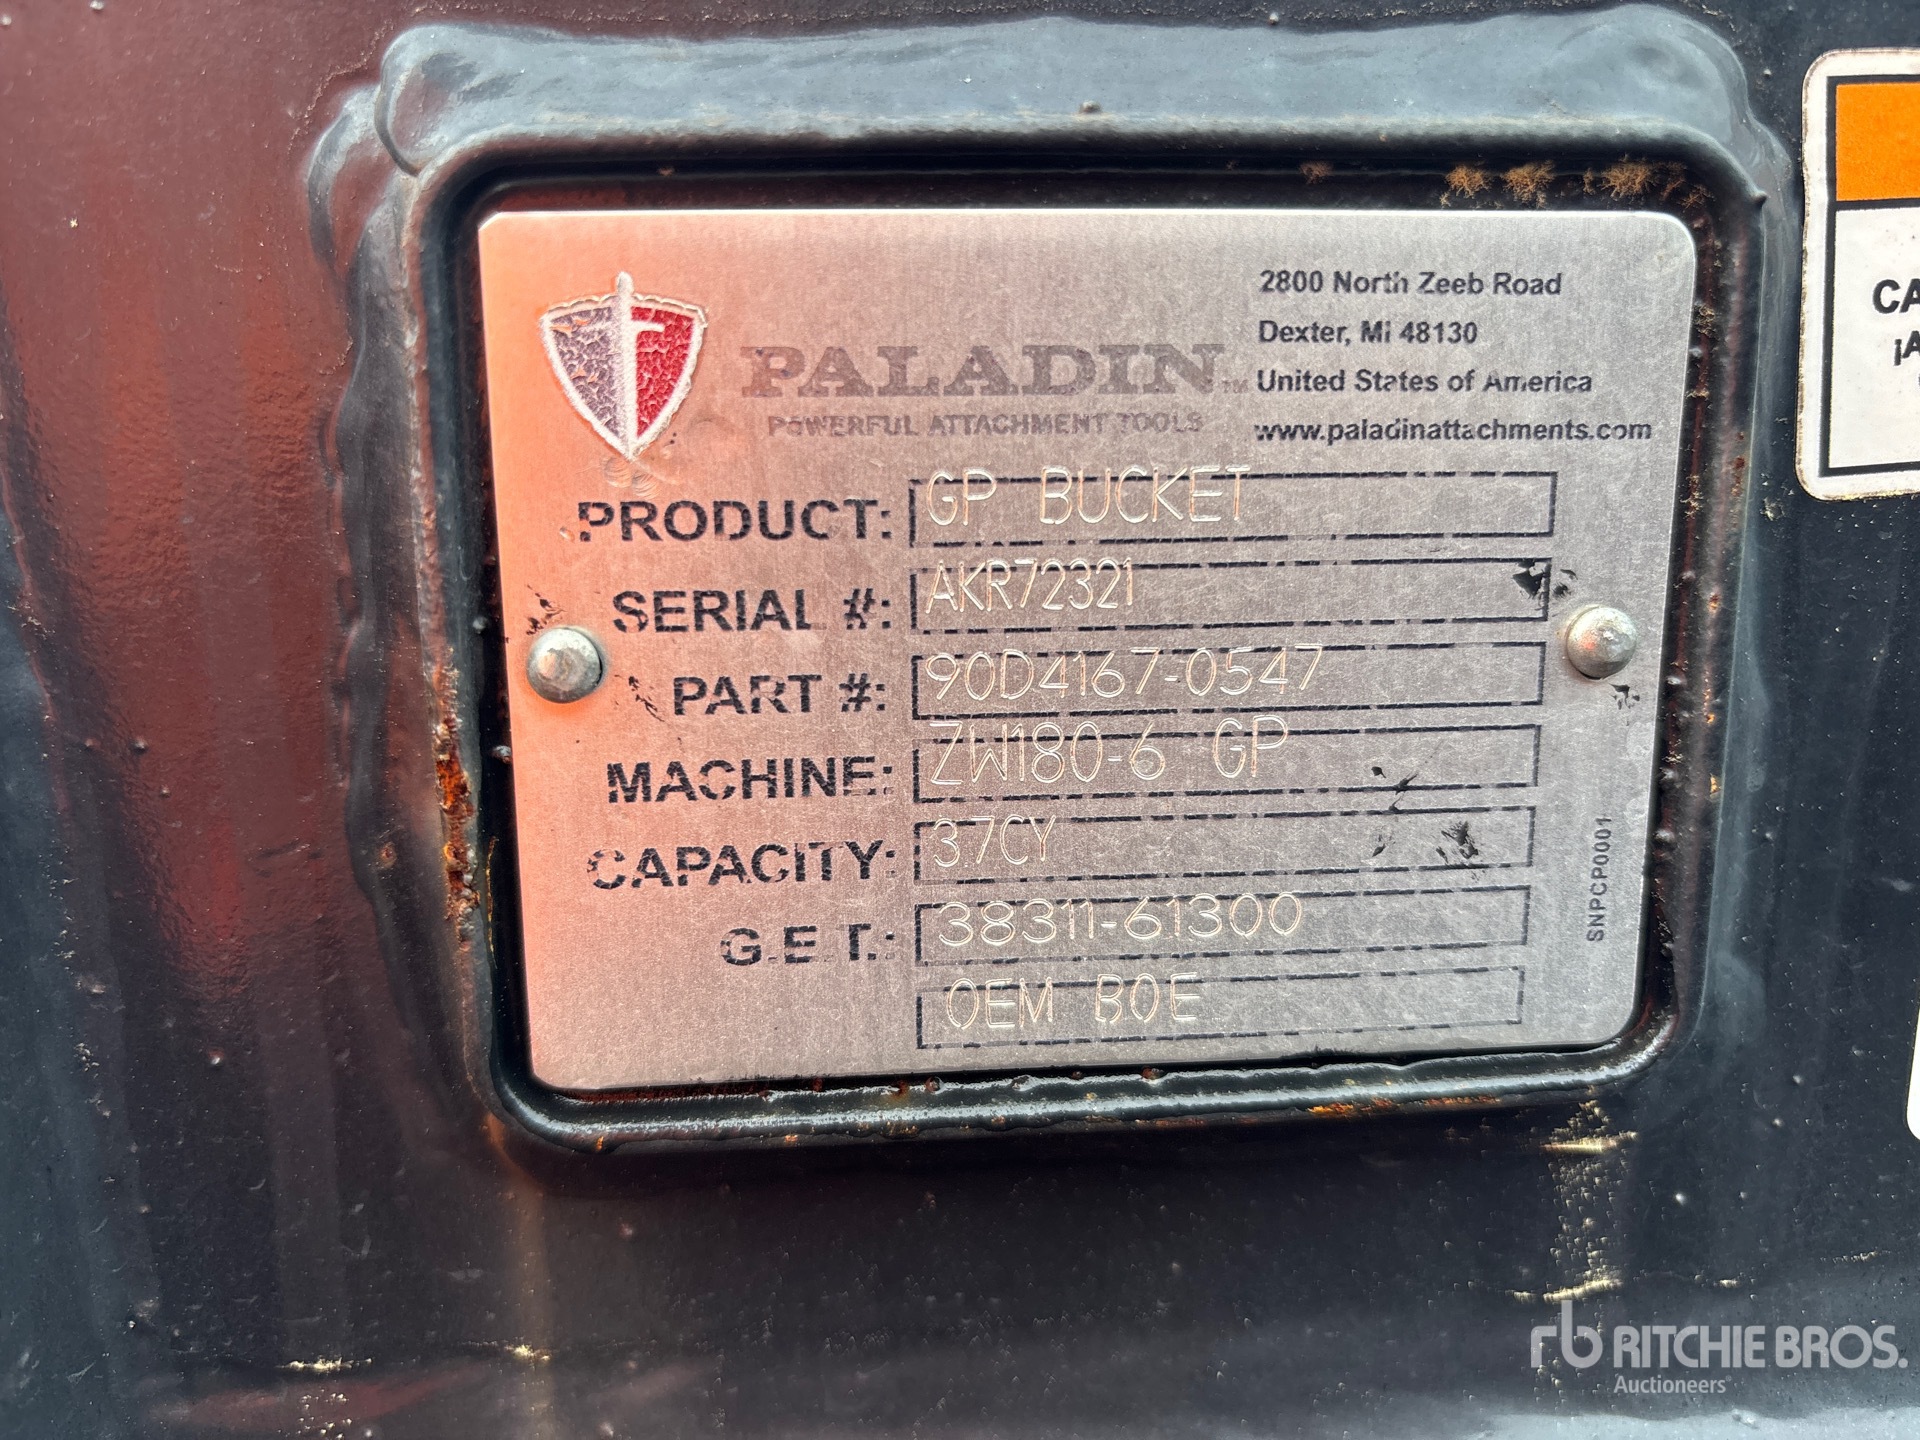 PALADIN™
POWERFUL ATTACHMENT TOOLS
2800 North Zeeb Road
Dexter, MI 48130
United States of America
www.paladinattachments.com
PRODUCT: GP BUCKET
SERIAL #: AKR72321
PART #: 90D4167-0547
MACHINE: ZW180-6 GP
CAPACITY: 3.7CY
G.E.T.: 38311-61300
OEM BOE
SNPCP0001
CA
¡A
rb RITCHIE BROS.
Auctioneers